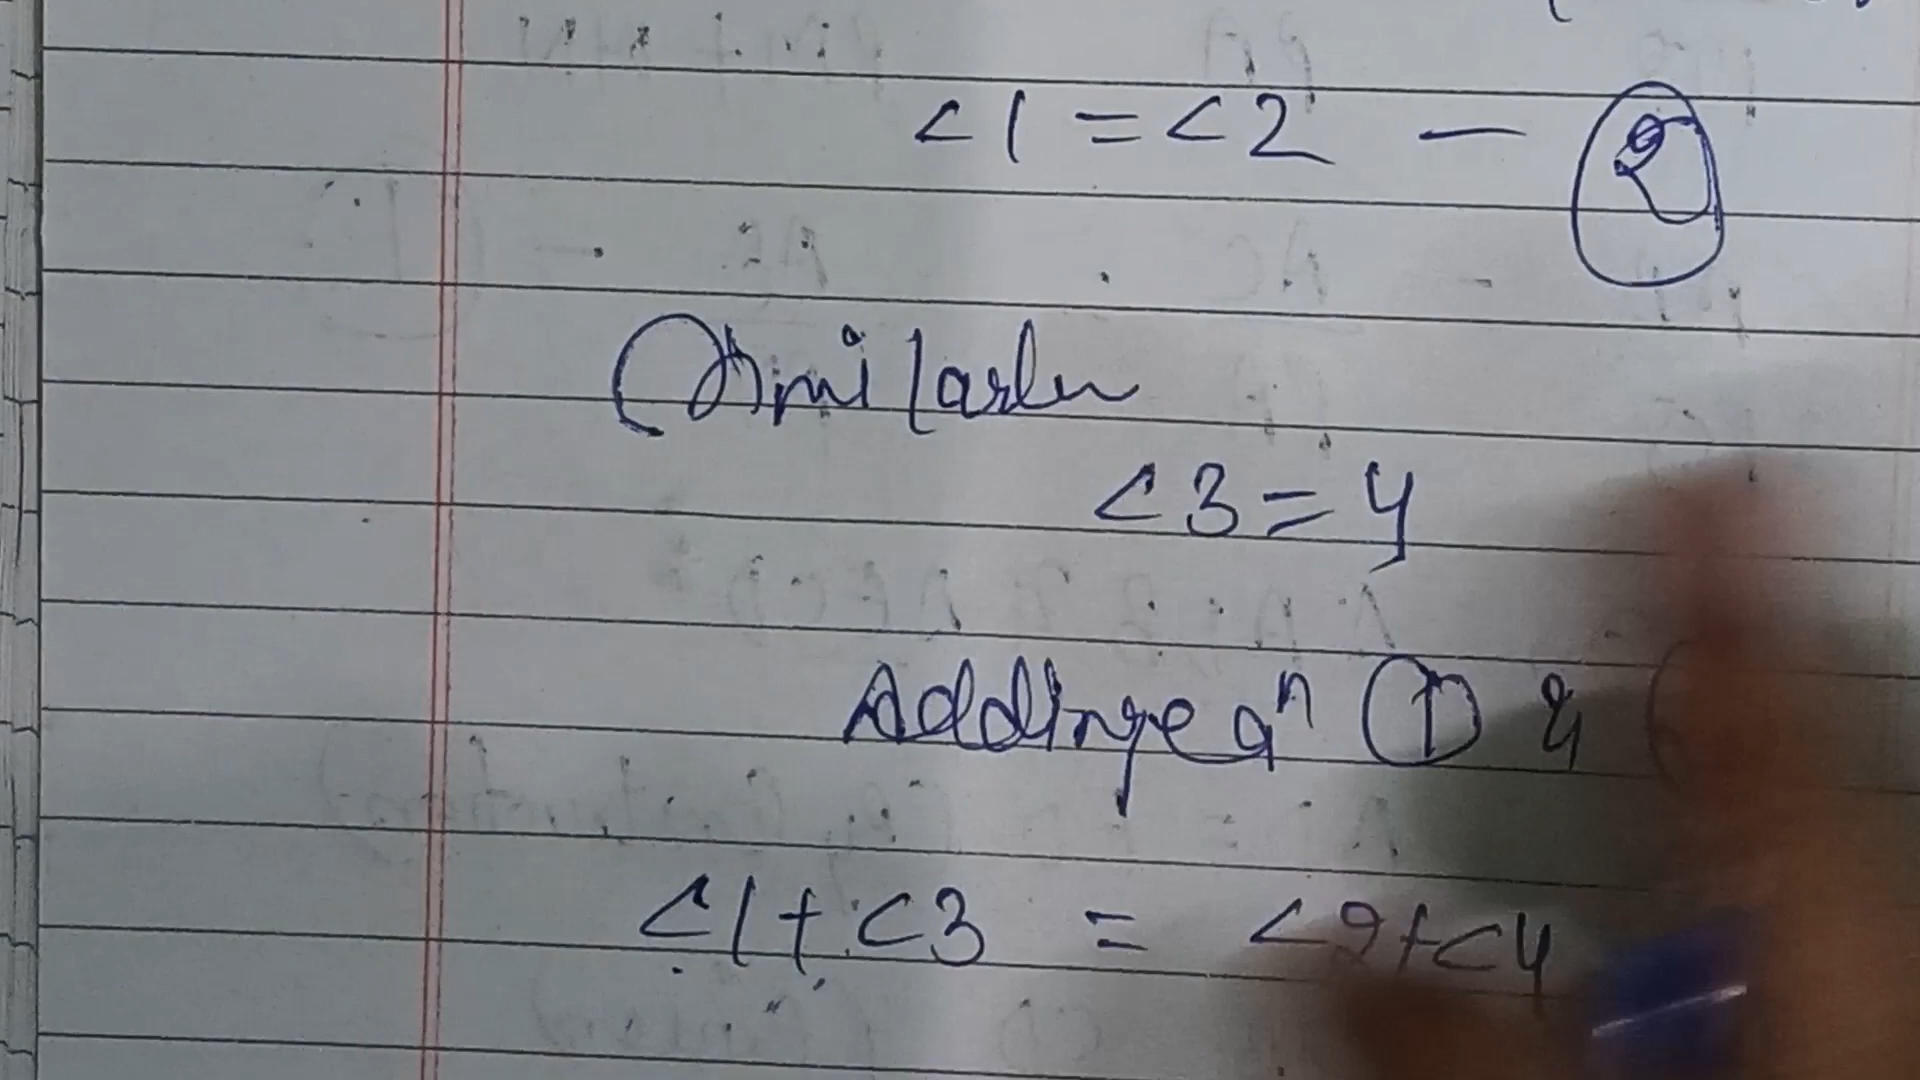 <1 = <2 — 2
Similarly
<3 = 4
Adding eqn 1 &
<1 + <3 = <2 + <4